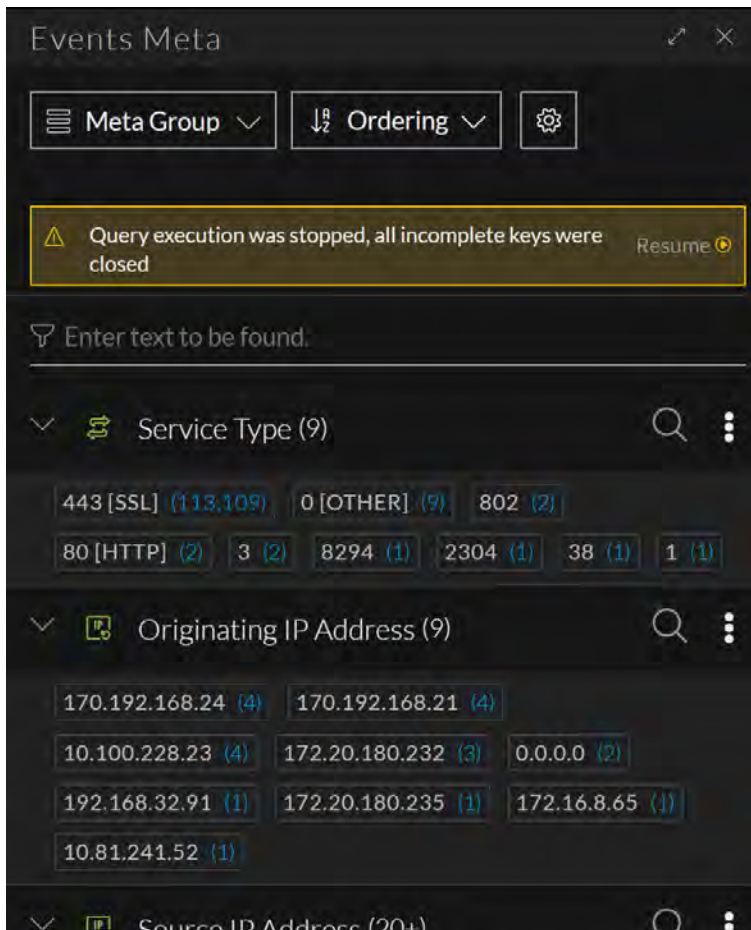 Events Meta
Meta Group
Ordering
Query execution was stopped, all incomplete keys were
closed
Resume
Enter text to be found.
Service Type (9)
443 [SSL] (113,109) 0 [OTHER] (9) 802 (2)
80 [HTTP] (2) 3 (2) 8294 (1) 2304 (1) 38 (1) 1 (1)
Originating IP Address (9)
170.192.168.24 (4) 170.192.168.21 (4)
10.100.228.23 (4) 172.20.180.232 (3) 0.0.0.0 (2)
192.168.32.91 (1) 172.20.180.235 (1) 172.16.8.65 (1)
10.81.241.52 (1)
Source IP Address (20+)